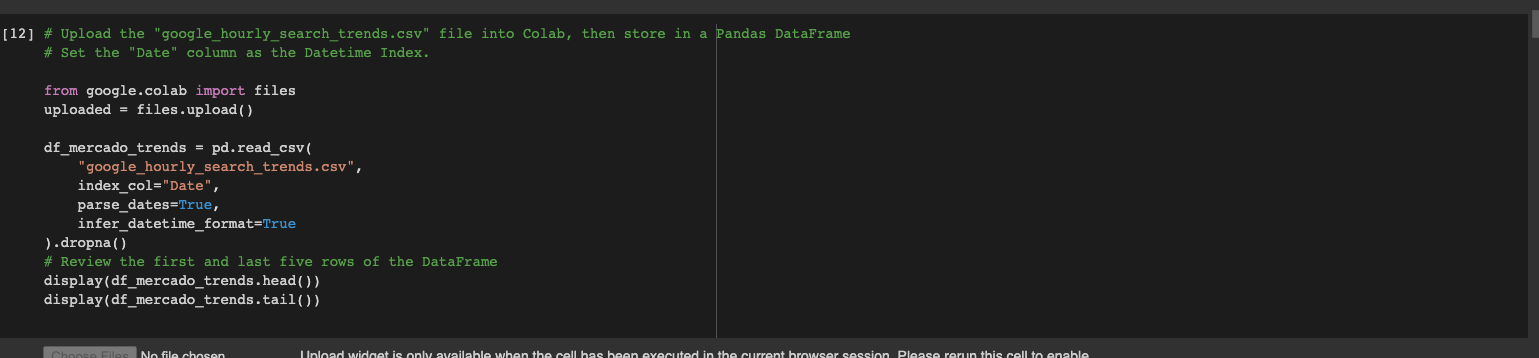 [12] # Upload the "google_hourly_search_trends.csv" file into Colab, then store in a Pandas DataFrame
# Set the "Date" column as the Datetime Index.
from google.colab import files
uploaded = files.upload()
df_mercado_trends = pd.read_csv(
"google_hourly_search_trends.csv",
index_col="Date",
parse_dates=True,
infer_datetime_format=True
).dropna()
# Review the first and last five rows of the DataFrame
display(df_mercado_trends.head())
display(df_mercado_trends.tail())
Choose Files No file chosen Upload widget is only available when the cell has been executed in the current browser session. Please rerun this cell to enable.